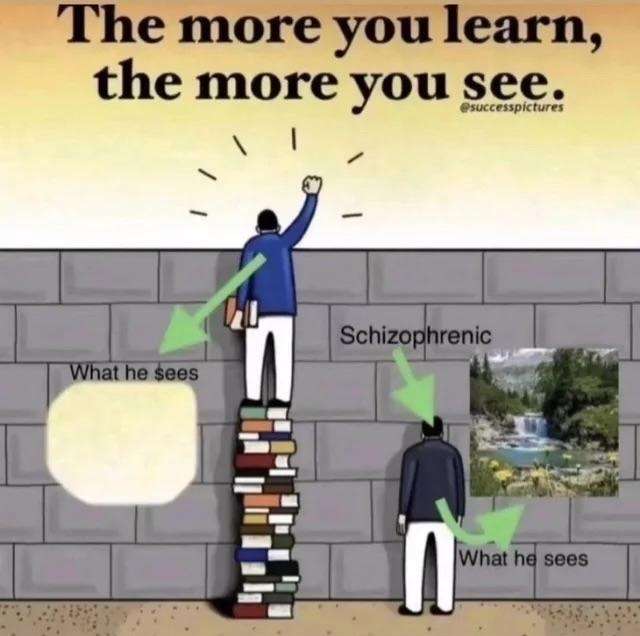 The more you learn,
the more you see.
@successpictures
Schizophrenic
What he sees
What he sees